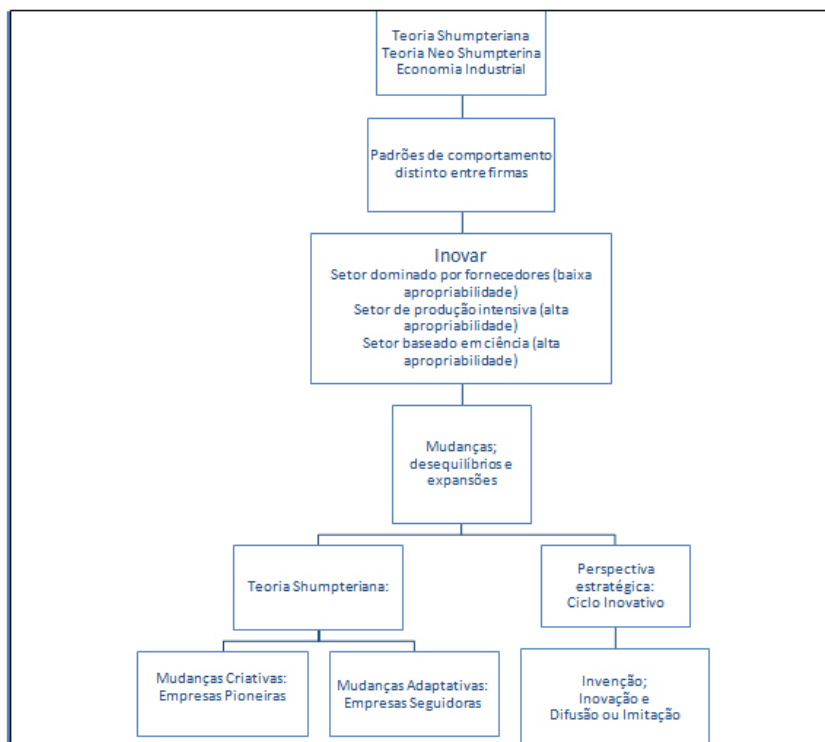 Teoria Shumpteriana
Teoria Neo Shumpterina
Economia Industrial
Padrões de comportamento
distinto entre firmas
Inovar
Setor dominado por fornecedores (baixa
apropriabilidade)
Setor de produção intensiva (alta
apropriabilidade)
Setor baseado em ciência (alta
apropriabilidade)
Mudanças;
desequilíbrios e
expansões
Teoria Shumpteriana:
Perspectiva
estratégica:
Ciclo Inovativo
Mudanças Criativas:
Empresas Pioneiras
Mudanças Adaptativas:
Empresas Seguidoras
Invenção;
Inovação e
Difusão ou Imitação